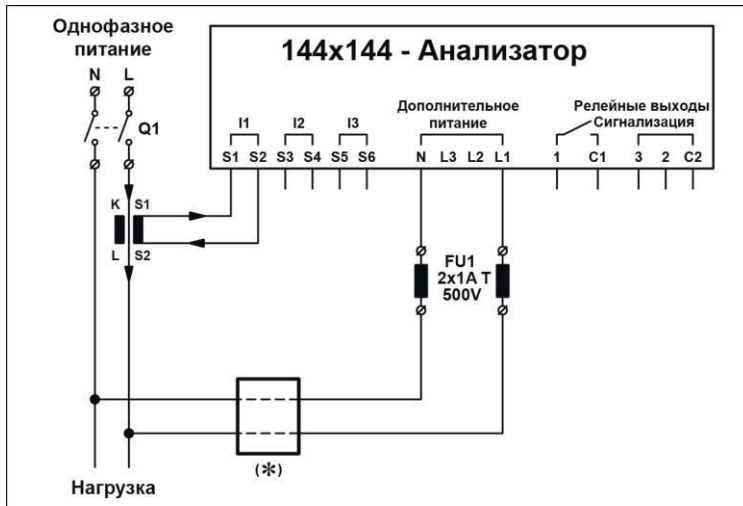 Однофазное
питание
N L
Q1
144x144 - Анализатор
I1 I2 I3
Дополнительное
питание
Релейные выходы
Сигнализация
S1 S2 S3 S4 S5 S6 N L3 L2 L1 1 C1 3 2 C2
K S1
L S2
FU1
2x1A T
500V
(*)
Нагрузка